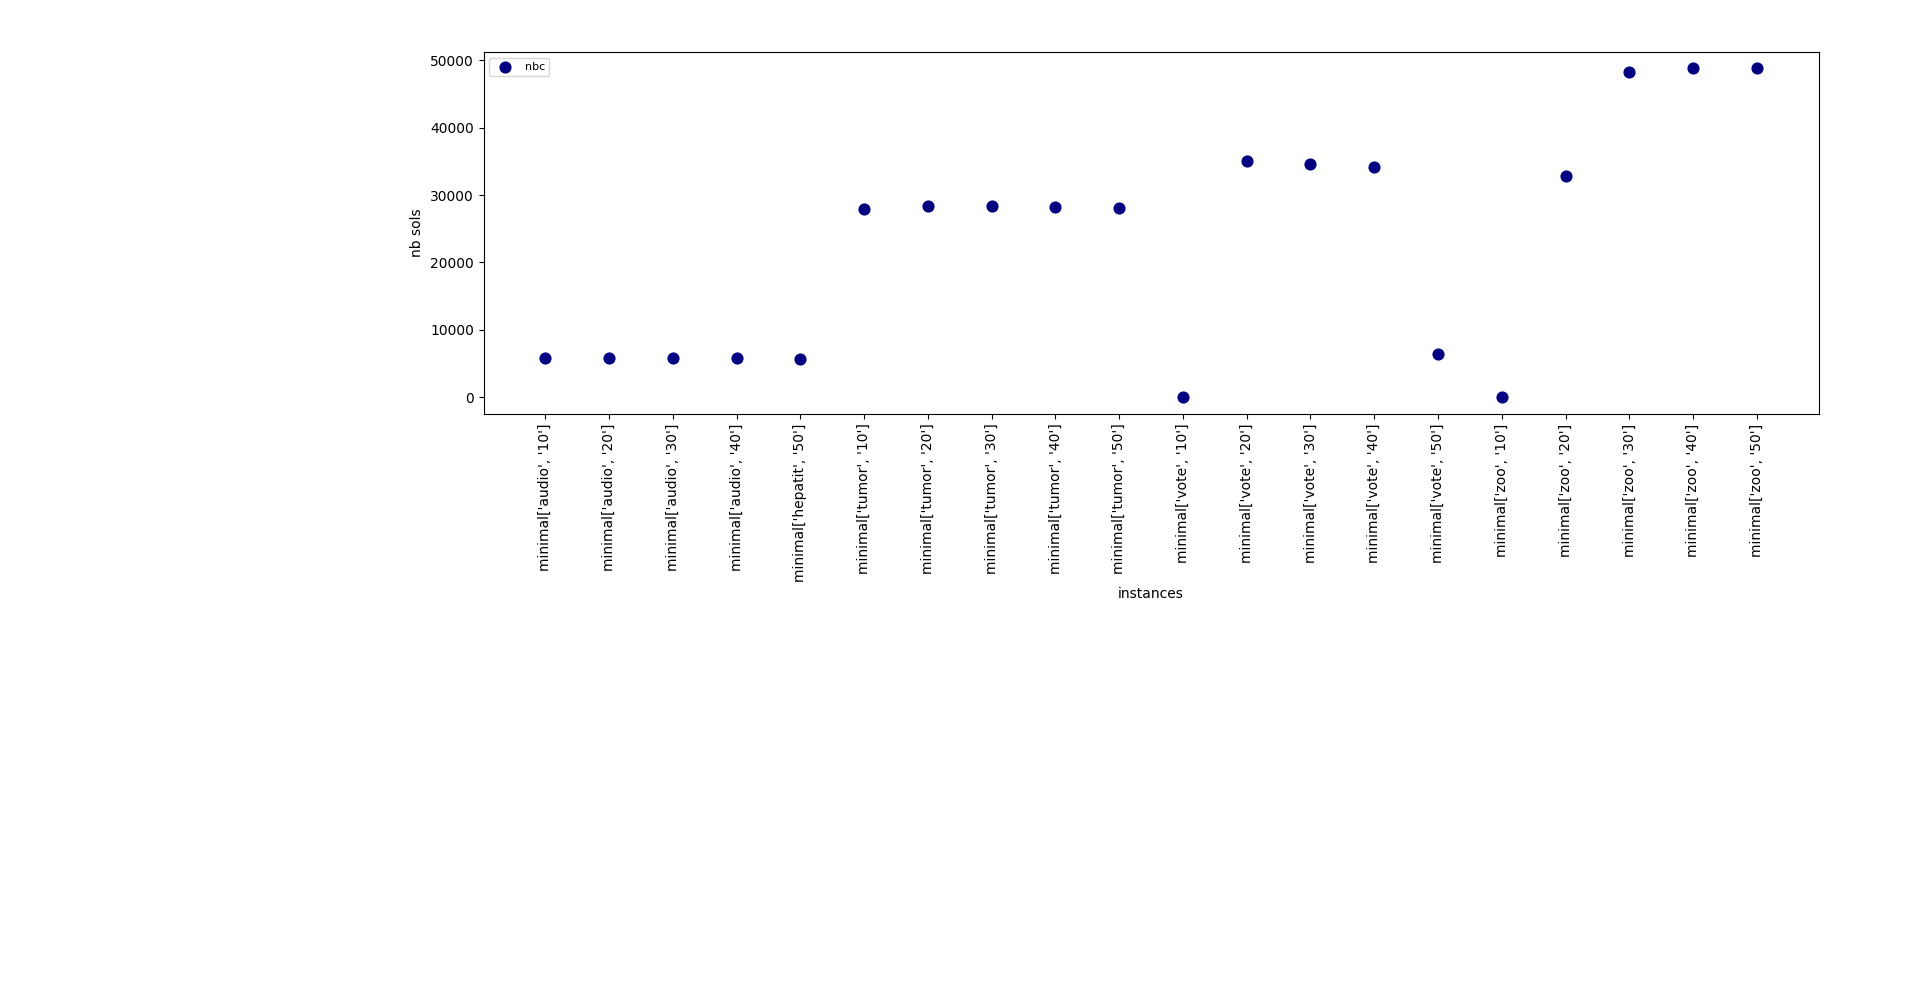 nbc
nb sols
50000
40000
30000
20000
10000
0
minimal['audio', '10']
minimal['audio', '20']
minimal['audio', '30']
minimal['audio', '40']
minimal['hepatit', '50']
minimal['tumor', '10']
minimal['tumor', '20']
minimal['tumor', '30']
minimal['tumor', '40']
minimal['tumor', '50']
minimal['vote', '10']
minimal['vote', '20']
minimal['vote', '30']
minimal['vote', '40']
minimal['vote', '50']
minimal['zoo', '10']
minimal['zoo', '20']
minimal['zoo', '30']
minimal['zoo', '40']
minimal['zoo', '50']
instances